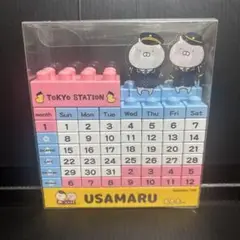 TOKYO STATION
month Sun Mon Tue Wed Thu Fri Sat
1 1 2 3 4 5 6 7
8 9 10 11 12 13 14
15 16 17 18 19 20 21
22 23 24 25 26 27 28
29 30 31 2 3 4 5
6 7 8 9 10 11 12
USAMARU